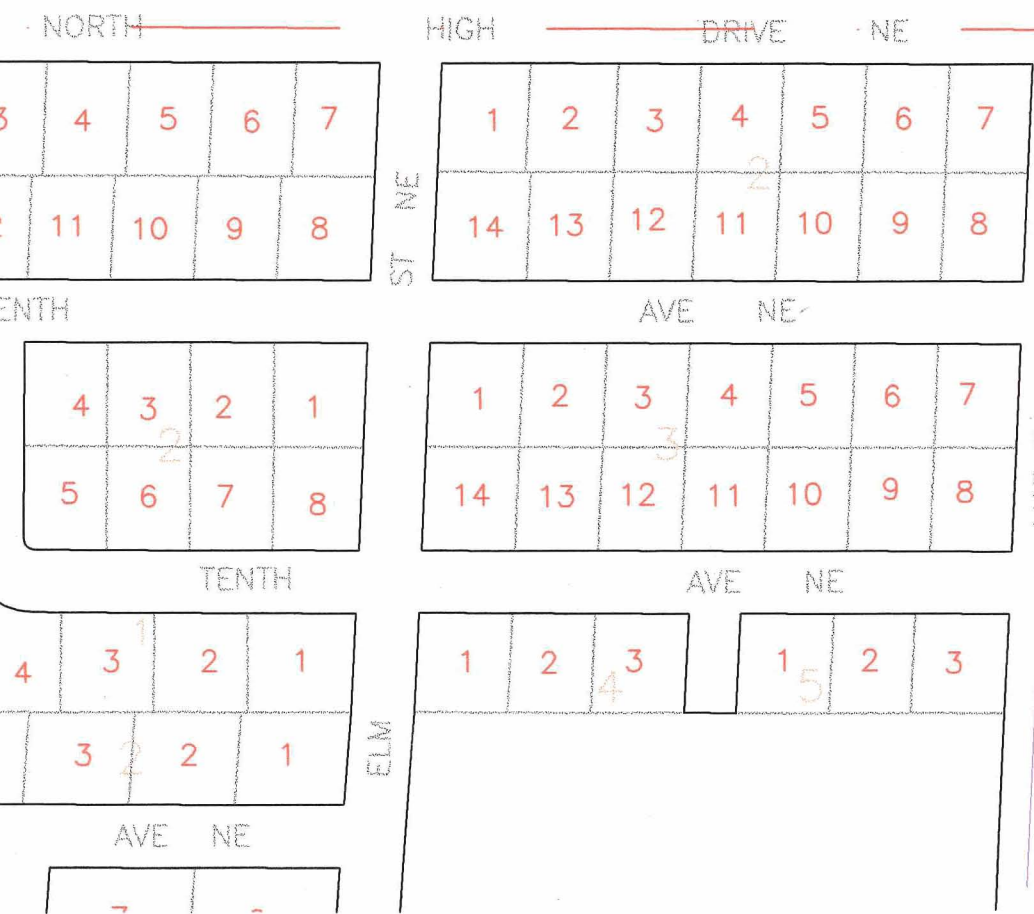 NORTH HIGH DRIVE NE
3 4 5 6 7 1 2 3 4 5 6 7
2
11 10 9 8 14 13 12 11 10 9 8
ST NE
ENTH AVE NE
4 3 2 1 1 2 3 4 5 6 7
2 3
5 6 7 8 14 13 12 11 10 9 8
TENTH AVE NE
1
4 3 2 1 1 2 3 1 2 3
4 5
3 2 2 1
ELM
AVE NE